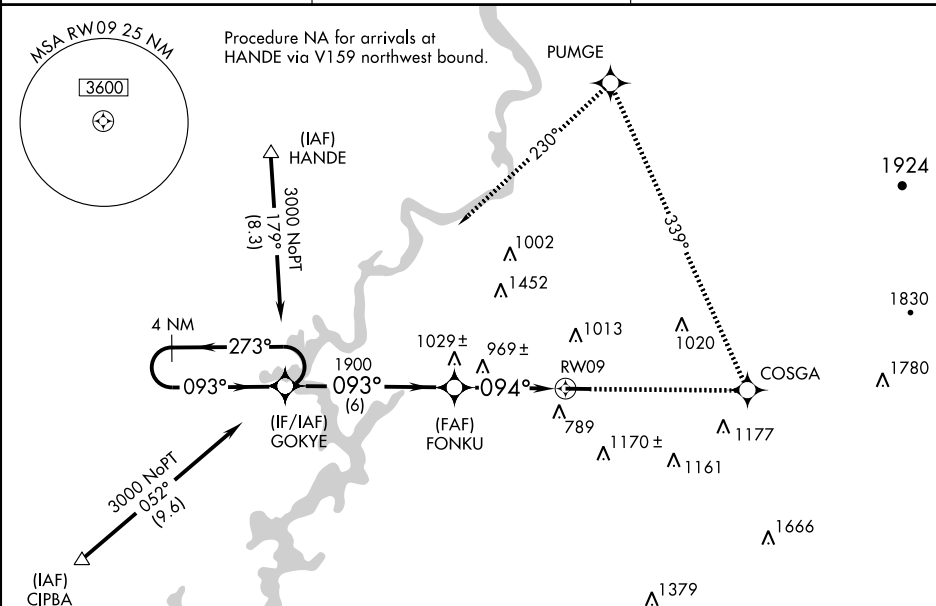 MSA RW09 25 NM
3600
Procedure NA for arrivals at
HANDE via V159 northwest bound.
PUMGE
(IAF)
HANDE
230°
1924
3000 NoPT
179°
(8.3)
339°
1002
1452
1830
4 NM
273°
1029±
969±
1013
1020
RW09
1900
093°
093°
(6)
094°
COSGA
1780
(IF/IAF)
GOKYE
(FAF)
FONKU
789
1177
1170±
1161
3000 NoPT
052°
(9.6)
1666
(IAF)
CIPBA
1379